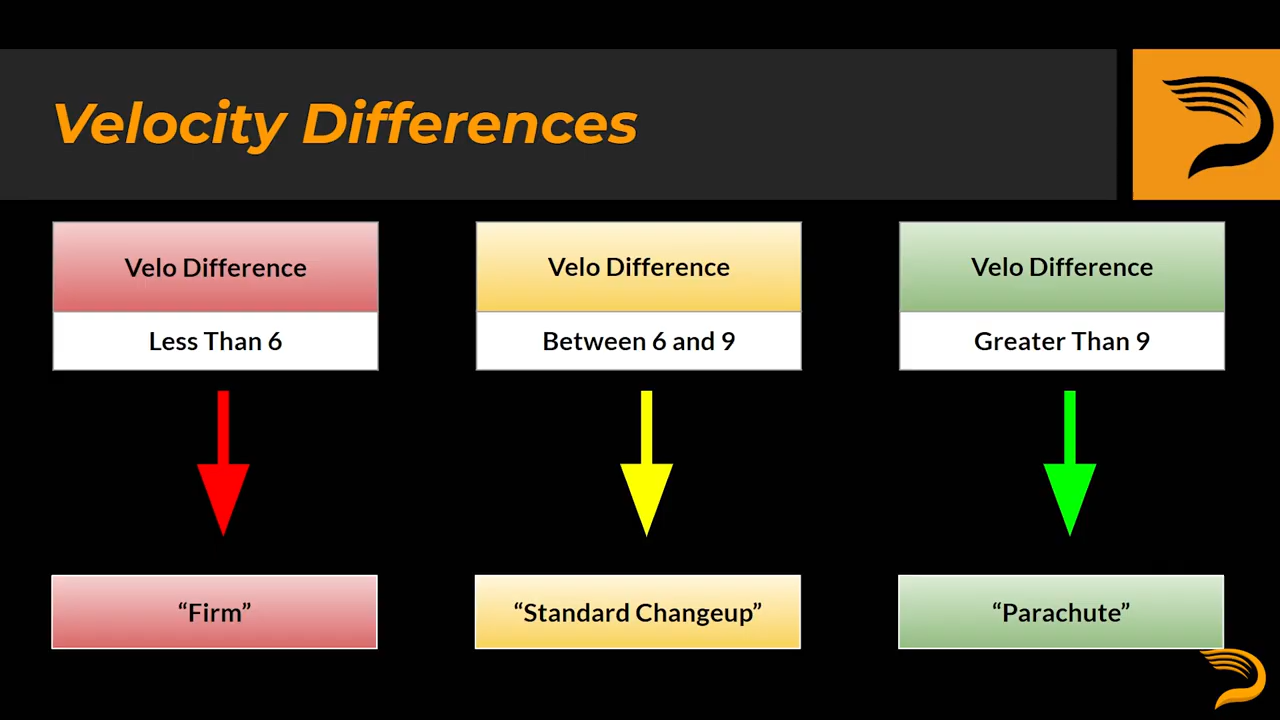 Velocity Differences
Velo Difference
Less Than 6
Velo Difference
Between 6 and 9
Velo Difference
Greater Than 9
“Firm”
“Standard Changeup”
“Parachute”